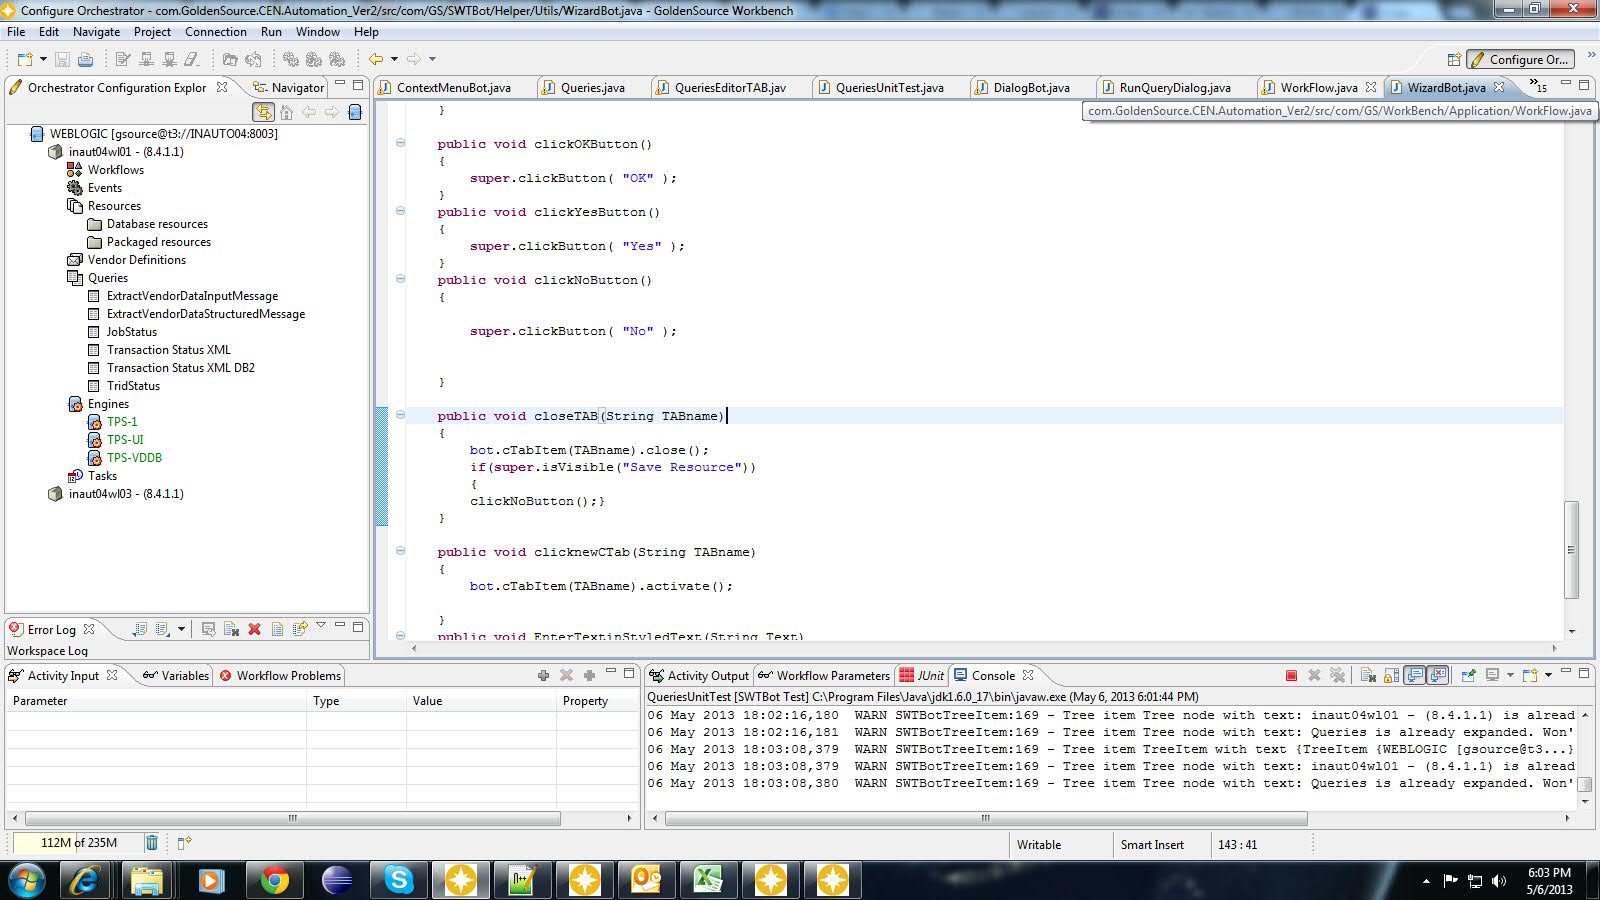 Configure Orchestrator - com.GoldenSource.CEN.Automation_Ver2/src/com/GS/SWTBot/Helper/Utils/WizardBot.java - GoldenSource Workbench
File Edit Navigate Project Connection Run Window Help
Configure Or...
Orchestrator Configuration Explor
Navigator
ContextMenuBot.java
Queries.java
QueriesEditorTAB.jav
QueriesUnitTest.java
DialogBot.java
RunQueryDialog.java
WorkFlow.java
WizardBot.java
15
com.GoldenSource.CEN.Automation_Ver2/src/com/GS/WorkBench/Application/WorkFlow.java
WEBLOGIC [gsource@t3://INAUTO04:8003]
inaut04wl01 - (8.4.1.1)
Workflows
Events
Resources
Database resources
Packaged resources
Vendor Definitions
Queries
ExtractVendorDataInputMessage
ExtractVendorDataStructuredMessage
JobStatus
Transaction Status XML
Transaction Status XML DB2
TridStatus
Engines
TPS-1
TPS-UI
TPS-VDDB
Tasks
inaut04wl03 - (8.4.1.1)
}
public void clickOKButton()
{
super.clickButton( "OK" );
}
public void clickYesButton()
{
super.clickButton( "Yes" );
}
public void clickNoButton()
{
super.clickButton( "No" );
}
public void closeTAB(String TABname)
{
bot.cTabItem(TABname).close();
if(super.isVisible("Save Resource"))
{
clickNoButton();}
}
public void clicknewCTab(String TABname)
{
bot.cTabItem(TABname).activate();
}
public void EnterTextinStyledText(String Text)
Error Log
Workspace Log
Activity Input
Variables
Workflow Problems
Parameter Type Value Property
Activity Output
Workflow Parameters
JUnit
Console
QueriesUnitTest [SWTBot Test] C:\Program Files\Java\jdk1.6.0_17\bin\javaw.exe (May 6, 2013 6:01:44 PM)
06 May 2013 18:02:16,180 WARN SWTBotTreeItem:169 - Tree item Tree node with text: inaut04wl01 - (8.4.1.1) is alread
06 May 2013 18:02:16,181 WARN SWTBotTreeItem:169 - Tree item Tree node with text: Queries is already expanded. Won'
06 May 2013 18:03:08,379 WARN SWTBotTreeItem:169 - Tree item TreeItem with text {TreeItem {WEBLOGIC [gsource@t3...}
06 May 2013 18:03:08,379 WARN SWTBotTreeItem:169 - Tree item Tree node with text: inaut04wl01 - (8.4.1.1) is alread
06 May 2013 18:03:08,380 WARN SWTBotTreeItem:169 - Tree item Tree node with text: Queries is already expanded. Won'
112M of 235M
Writable
Smart Insert
143 : 41
6:03 PM
5/6/2013